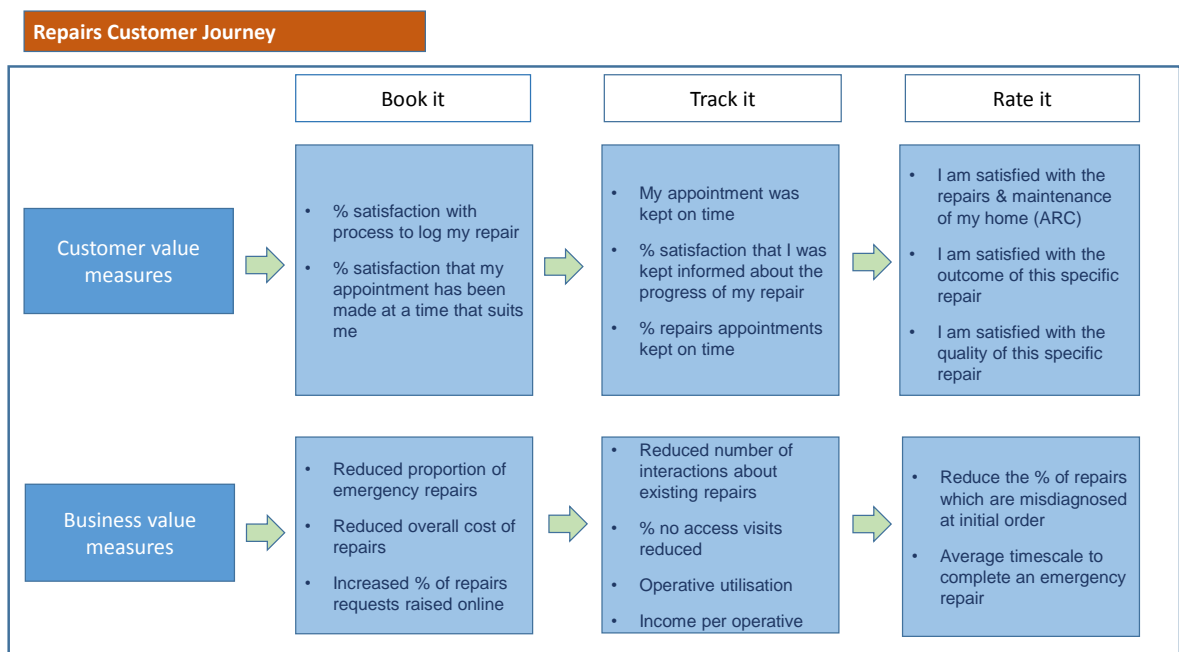 Repairs Customer Journey
Book it
Track it
Rate it
Customer value
measures
• % satisfaction with
process to log my repair
• % satisfaction that my
appointment has been
made at a time that suits
me
• My appointment was
kept on time
• % satisfaction that I was
kept informed about the
progress of my repair
• % repairs appointments
kept on time
• I am satisfied with the
repairs & maintenance
of my home (ARC)
• I am satisfied with the
outcome of this specific
repair
• I am satisfied with the
quality of this specific
repair
Business value
measures
• Reduced proportion of
emergency repairs
• Reduced overall cost of
repairs
• Increased % of repairs
requests raised online
• Reduced number of
interactions about
existing repairs
• % no access visits
reduced
• Operative utilisation
• Income per operative
• Reduce the % of repairs
which are misdiagnosed
at initial order
• Average timescale to
complete an emergency
repair